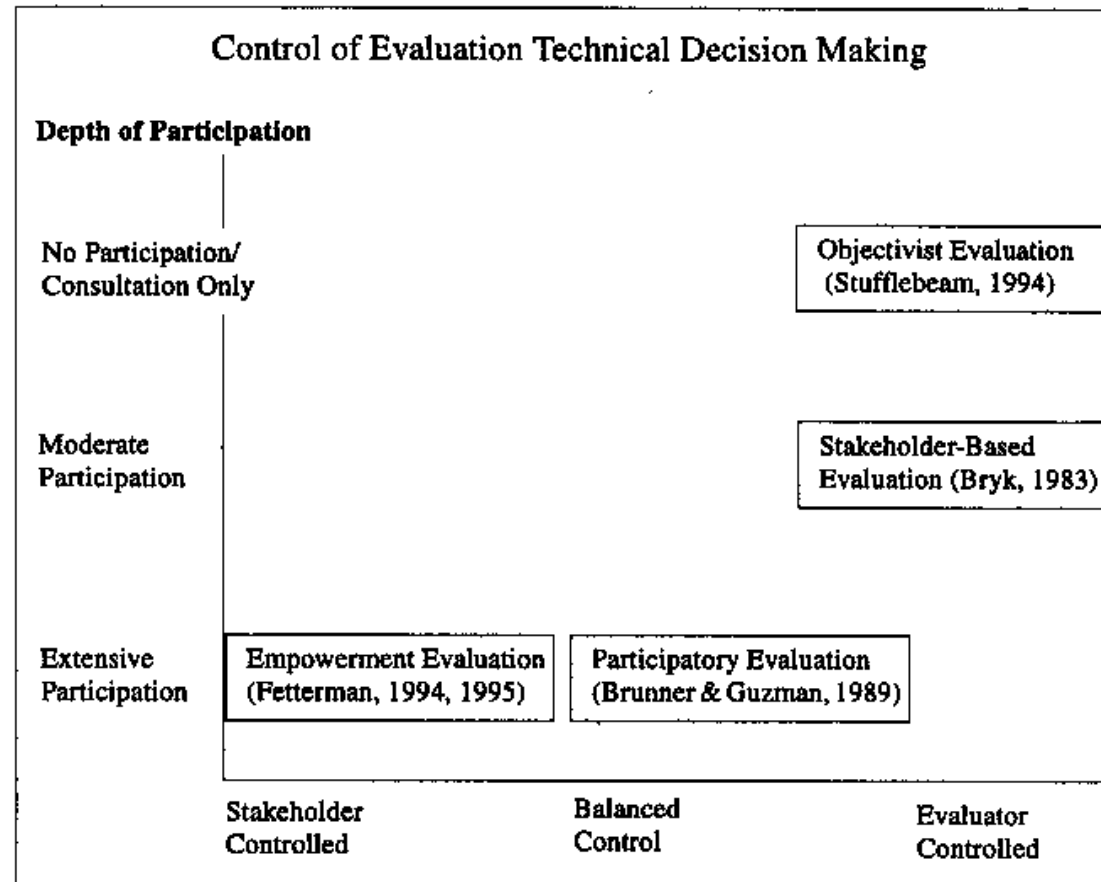 Control of Evaluation Technical Decision Making
Depth of Participation
No Participation/
Consultation Only
Objectivist Evaluation
(Stufflebeam, 1994)
Moderate
Participation
Stakeholder-Based
Evaluation (Bryk, 1983)
Extensive
Participation
Empowerment Evaluation
(Fetterman, 1994, 1995)
Participatory Evaluation
(Brunner & Guzman, 1989)
Stakeholder
Controlled
Balanced
Control
Evaluator
Controlled